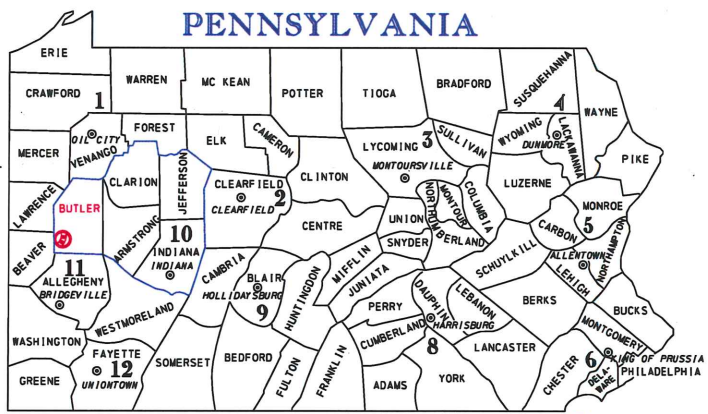 PENNSYLVANIA
ERIE
CRAWFORD
1
WARREN
MC KEAN
POTTER
TIOGA
BRADFORD
SUSQUEHANNA
WAYNE
MERCER
OIL CITY
VENANGO
FOREST
ELK
CAMERON
LYCOMING
3
MONTOURSVILLE
SULLIVAN
WYOMING
4
DUNMORE
LACKAWANNA
PIKE
LAWRENCE
BUTLER
CLARION
JEFFERSON
CLEARFIELD
2
CLEARFIELD
CLINTON
CENTRE
UNION
SNYDER
NORTHUMBERLAND
MONTOUR
COLUMBIA
LUZERNE
MONROE
5
CARBON
ALLENTOWN
NORTHAMPTON
LEHIGH
BEAVER
ARMSTRONG
10
INDIANA
INDIANA
11
ALLEGHENY
BRIDGEVILLE
WESTMORELAND
CAMBRIA
BLAIR
HOLLIDAYSBURG
9
HUNTINGDON
MIFFLIN
JUNIATA
PERRY
DAUPHIN
LEBANON
SCHUYLKILL
BERKS
BUCKS
MONTGOMERY
WASHINGTON
FAYETTE
12
UNIONTOWN
GREENE
SOMERSET
BEDFORD
FULTON
FRANKLIN
CUMBERLAND
HARRISBURG
8
ADAMS
YORK
LANCASTER
CHESTER
6
DELA-
WARE
KING OF PRUSSIA
PHILADELPHIA